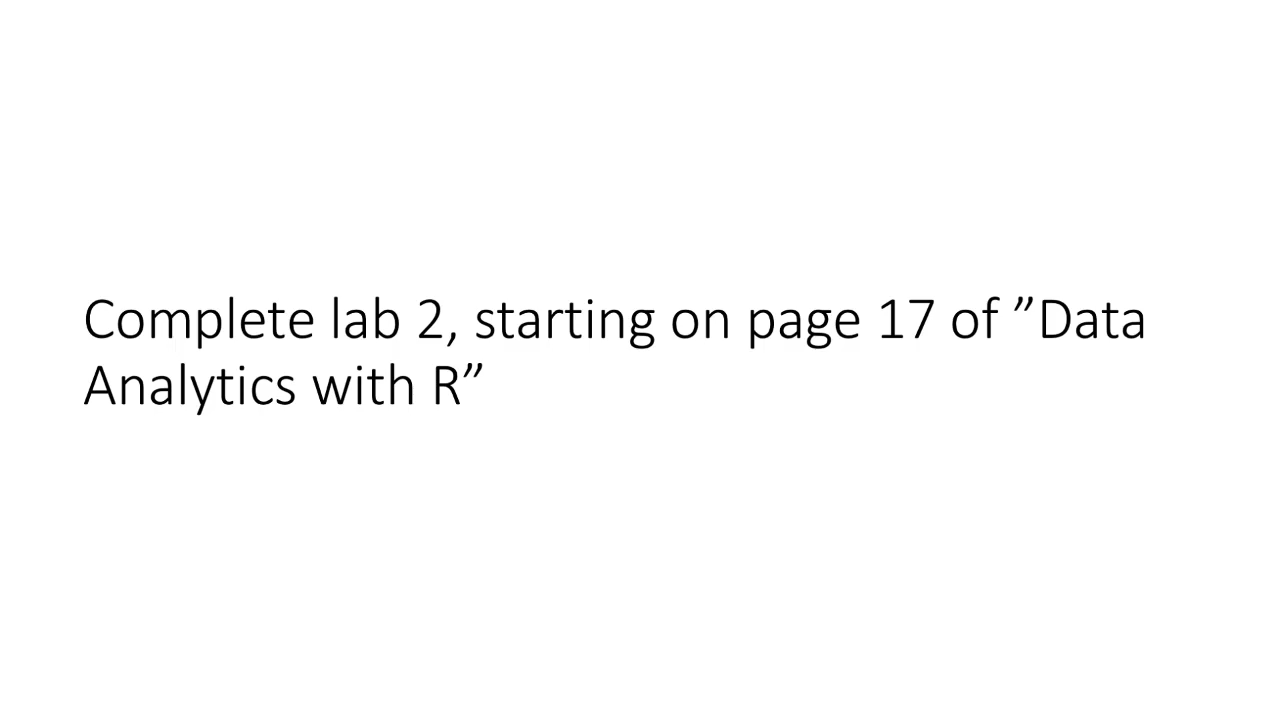 Complete lab 2, starting on page 17 of ”Data
Analytics with R”